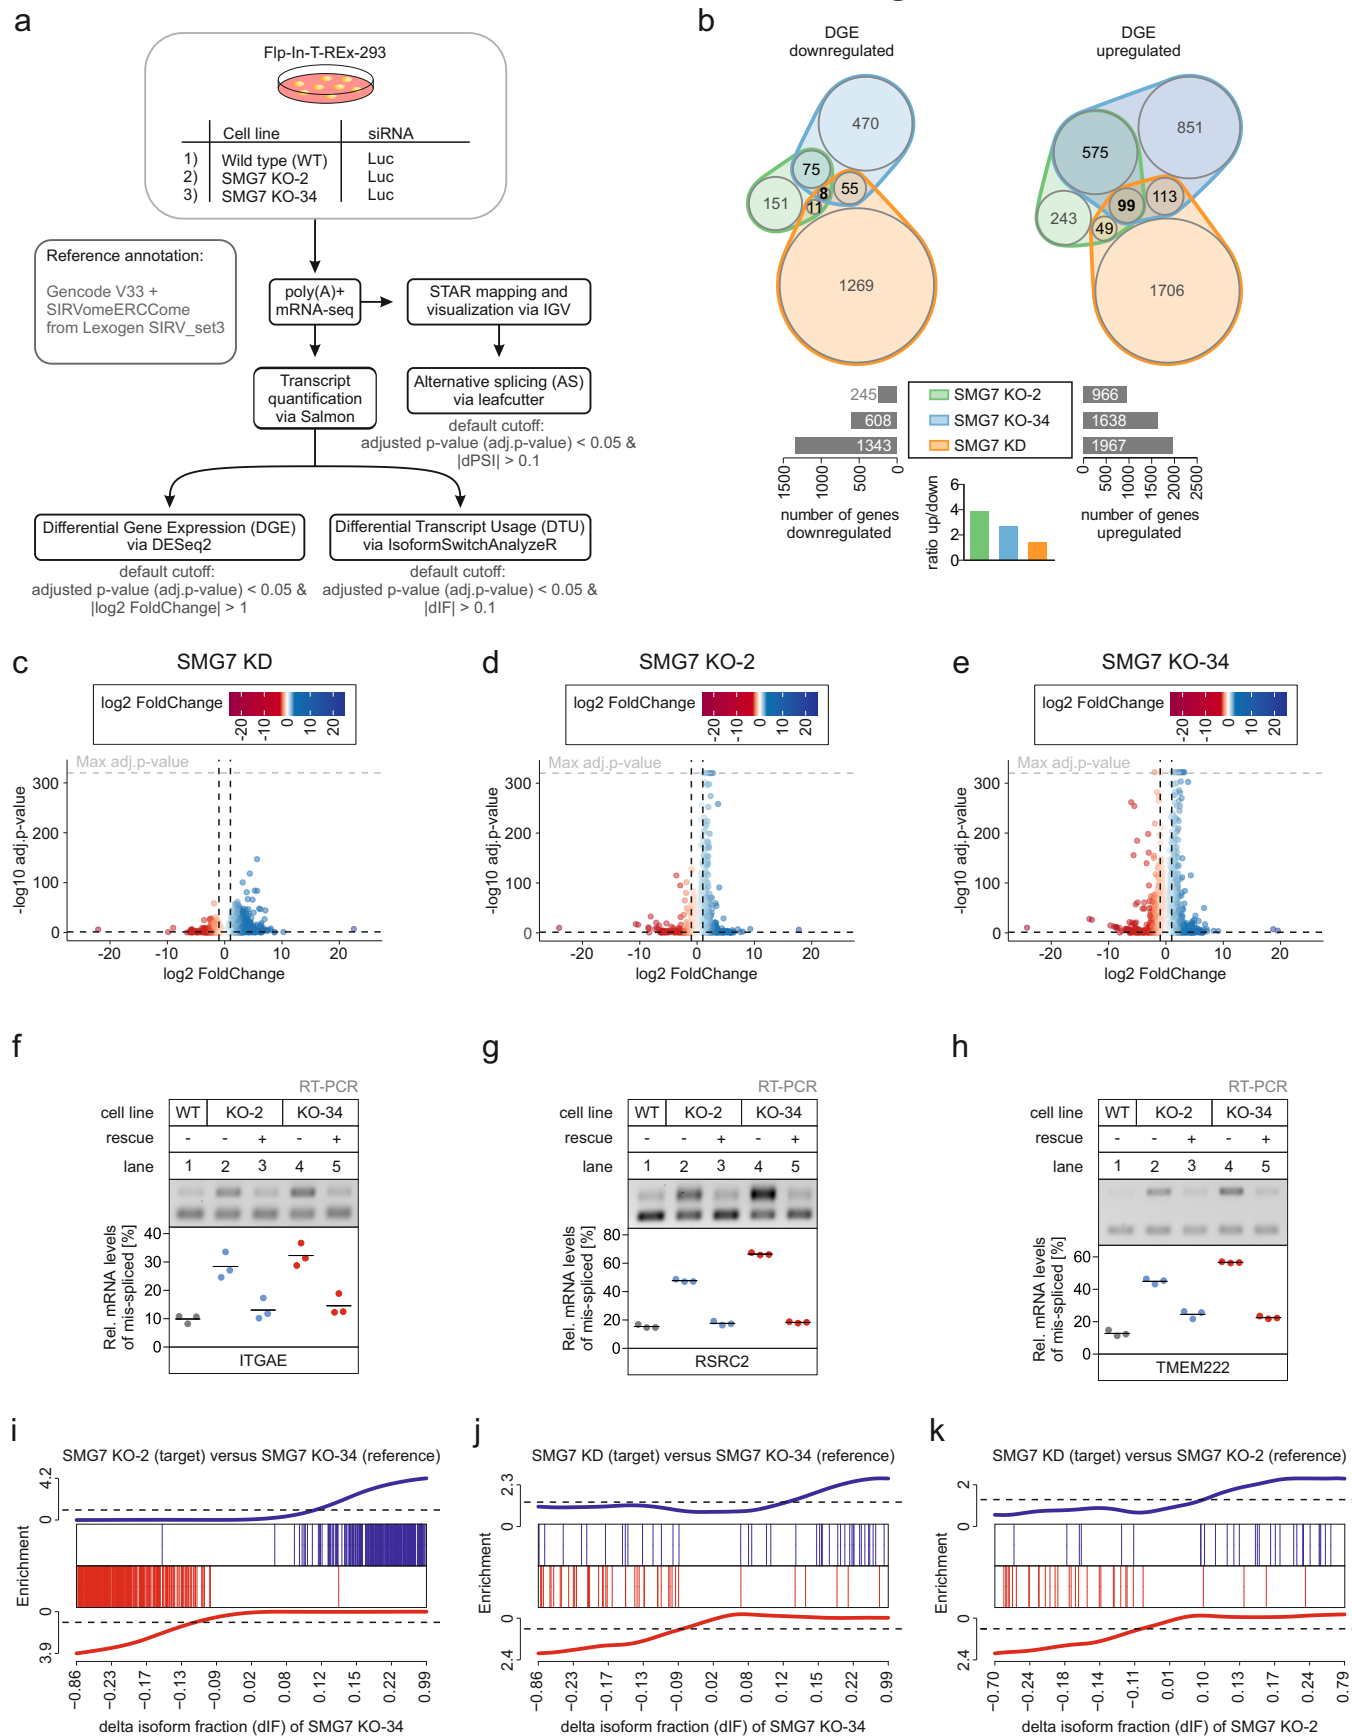 a
Flp-In-T-REx-293
Cell line siRNA
1) Wild type (WT) Luc
2) SMG7 KO-2 Luc
3) SMG7 KO-34 Luc
Reference annotation:
Gencode V33 +
SIRVomeERCCome
from Lexogen SIRV_set3
poly(A)+
mRNA-seq
STAR mapping and
visualization via IGV
Transcript
quantification
via Salmon
Alternative splicing (AS)
via leafcutter
default cutoff:
adjusted p-value (adj.p-value) < 0.05 &
|dPSI| > 0.1
Differential Gene Expression (DGE)
via DESeq2
default cutoff:
adjusted p-value (adj.p-value) < 0.05 &
|log2 FoldChange| > 1
Differential Transcript Usage (DTU)
via IsoformSwitchAnalyzeR
default cutoff:
adjusted p-value (adj.p-value) < 0.05 &
|dIF| > 0.1
b
DGE
downregulated
470
75
8
55
151
11
1269
DGE
upregulated
851
575
99
113
243
49
1706
245
608
1343
1500 1000 500 0
number of genes
downregulated
SMG7 KO-2
SMG7 KO-34
SMG7 KD
966
1638
1967
0 500 1000 1500 2000 2500
number of genes
upregulated
ratio up/down
6
4
2
0
c
SMG7 KD
log2 FoldChange
-20 -10 0 10 20
Max adj.p-value
-log10 adj.p-value
300
200
100
0
-20 -10 0 10 20
log2 FoldChange
d
SMG7 KO-2
log2 FoldChange
-20 -10 0 10 20
Max adj.p-value
-log10 adj.p-value
300
200
100
0
-20 -10 0 10 20
log2 FoldChange
e
SMG7 KO-34
log2 FoldChange
-20 -10 0 10 20
Max adj.p-value
-log10 adj.p-value
300
200
100
0
-20 -10 0 10 20
log2 FoldChange
f
RT-PCR
cell line WT KO-2 KO-34
rescue - - + - +
lane 1 2 3 4 5
Rel. mRNA levels
of mis-spliced [%]
40
30
20
10
0
ITGAE
g
RT-PCR
cell line WT KO-2 KO-34
rescue - - + - +
lane 1 2 3 4 5
Rel. mRNA levels
of mis-spliced [%]
80
60
40
20
0
RSRC2
h
RT-PCR
cell line WT KO-2 KO-34
rescue - - + - +
lane 1 2 3 4 5
Rel. mRNA levels
of mis-spliced [%]
60
40
20
0
TMEM222
i
SMG7 KO-2 (target) versus SMG7 KO-34 (reference)
Enrichment
4.2
0
0
3.9
−0.86 −0.23 −0.17 −0.13 −0.09 0.02 0.08 0.12 0.15 0.99
delta isoform fraction (dIF) of SMG7 KO-34
j
SMG7 KD (target) versus SMG7 KO-34 (reference)
Enrichment
2.3
0
0
2.4
−0.86 −0.23 −0.17 −0.13 −0.09 0.02 0.08 0.12 0.15 0.99
delta isoform fraction (dIF) of SMG7 KO-34
k
SMG7 KD (target) versus SMG7 KO-2 (reference)
Enrichment
2
0
0
2.4
−0.70 −0.24 −0.18 −0.14 −0.11 0.01 0.10 0.13 0.17 0.24 0.79
delta isoform fraction (dIF) of SMG7 KO-2